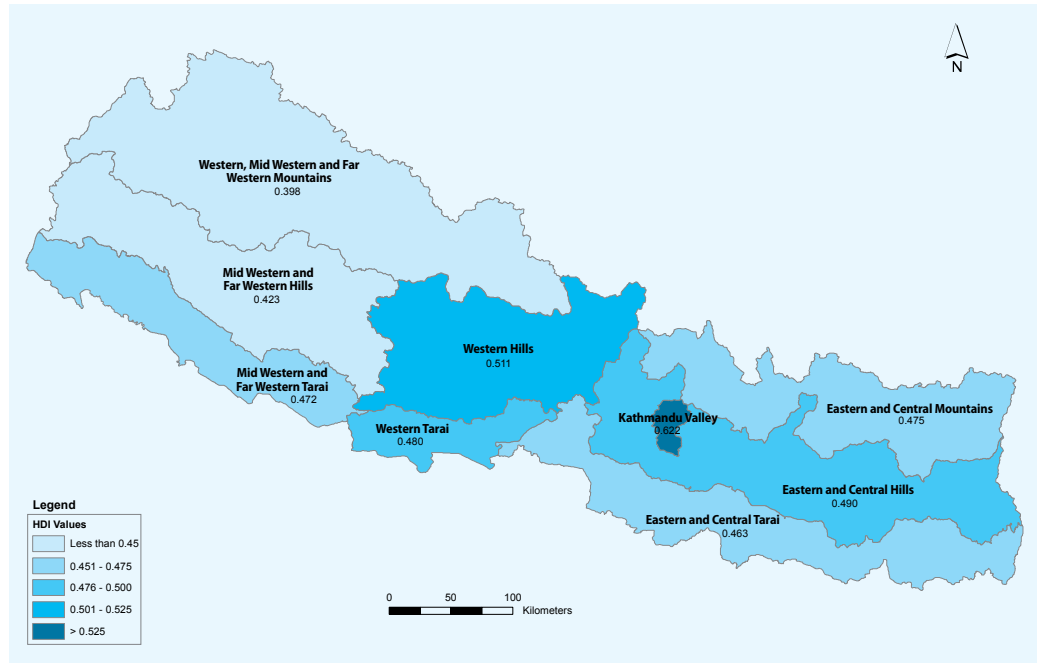 N
Western, Mid Western and Far
Western Mountains
0.398
Mid Western and
Far Western Hills
0.423
Western Hills
0.511
Mid Western and
Far Western Tarai
0.472
Western Tarai
0.480
Kathmandu Valley
0.622
Eastern and Central Mountains
0.475
Eastern and Central Hills
0.490
Eastern and Central Tarai
0.463
Legend
HDI Values
Less than 0.45
0.451 - 0.475
0.476 - 0.500
0.501 - 0.525
> 0.525
0 50 100
Kilometers